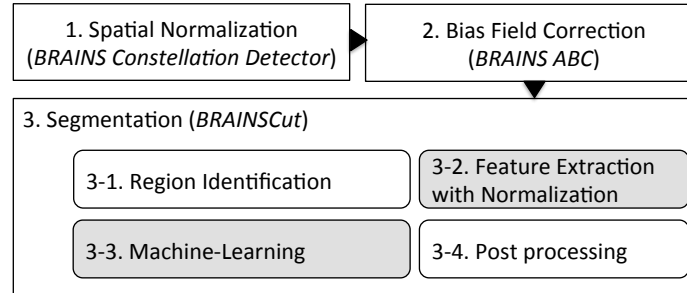 1. Spatial Normalization
(BRAINS Constellation Detector)
2. Bias Field Correction
(BRAINS ABC)
3. Segmentation (BRAINSCut)
3-1. Region Identification
3-2. Feature Extraction
with Normalization
3-3. Machine-Learning
3-4. Post processing